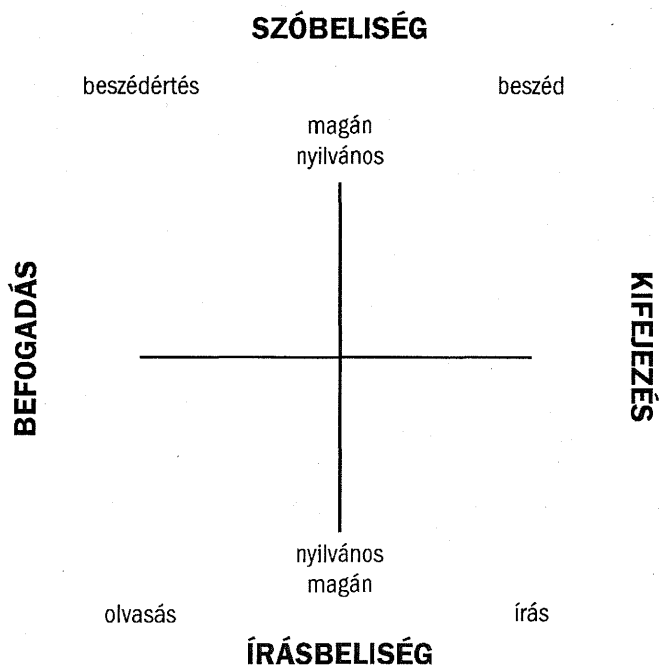 SZÓBELISÉG
beszédértés
beszéd
magán
nyilvános
BEFOGADÁS
KIFEJEZÉS
nyilvános
magán
olvasás
írás
ÍRÁSBELISÉG